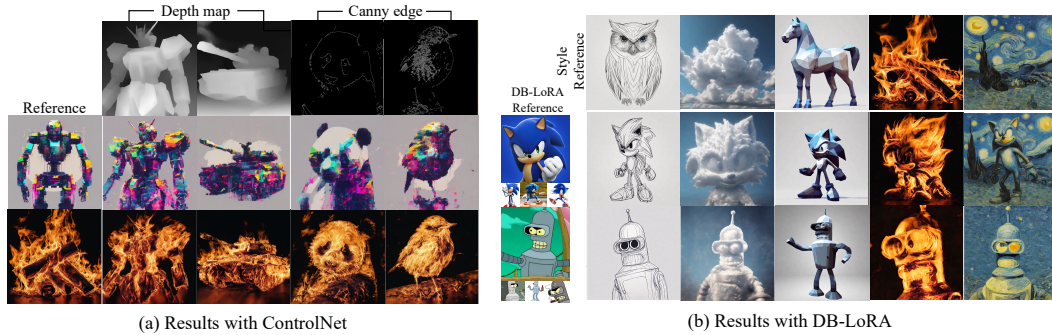 Depth map
Canny edge
Reference
(a) Results with ControlNet
Style
Reference
DB-LoRA
Reference
(b) Results with DB-LoRA